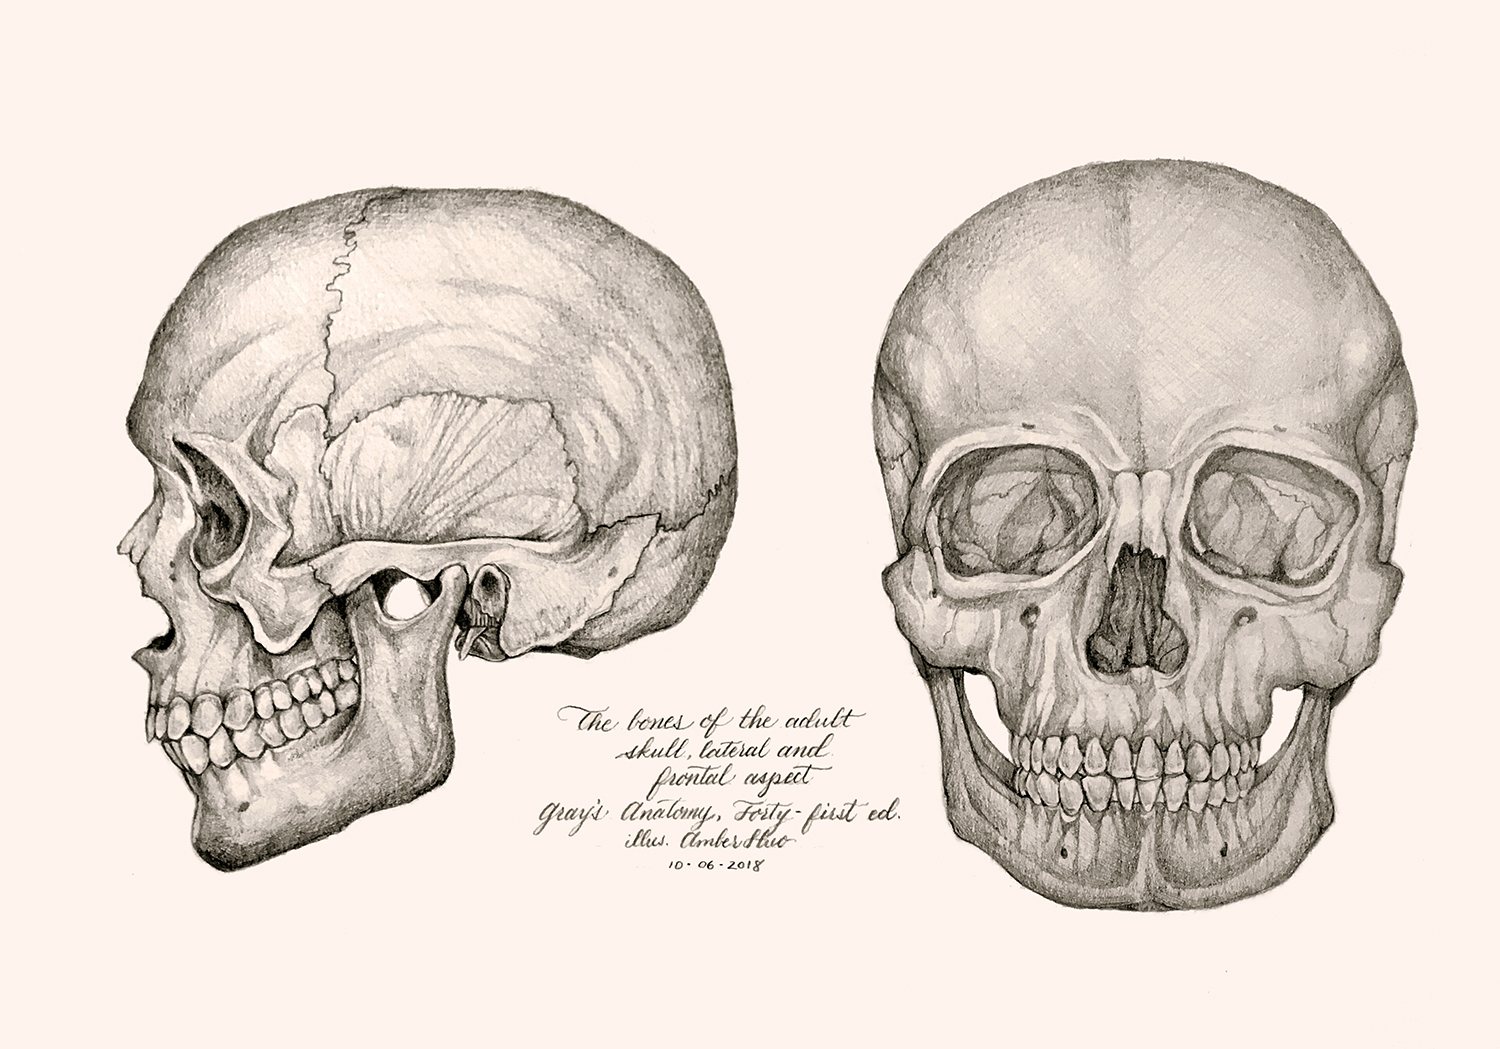 The bones of the adult
skull, lateral and
frontal aspect
Gray's Anatomy, Forty-first ed.
illus. Amber Huo
10·06·2018